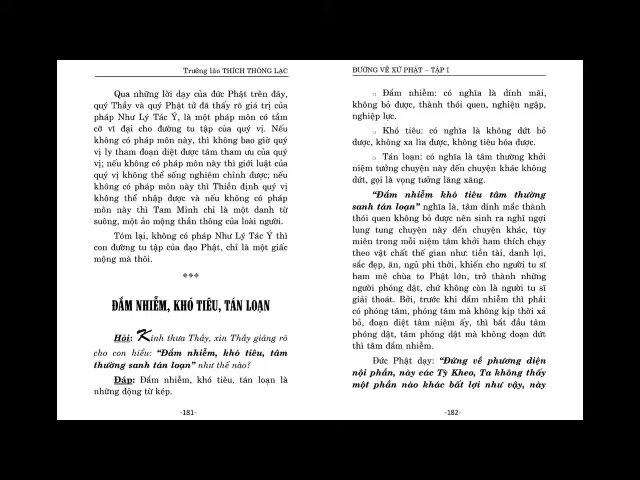 Trưởng lão THÍCH THÔNG LẠC
Qua những lời dạy của đức Phật trên đây,
quý Thầy và quý Phật tử đã thấy rõ giá trị của
pháp Như Lý Tác Ý, là một pháp môn có tầm
cỡ vĩ đại cho đường tu tập của quý vị. Nếu
không có pháp môn này, thì không bao giờ quý
vị ly tham đoạn diệt được tâm tham ưu của quý
vị; nếu không có pháp môn này thì giới luật của
quý vị không thể sống nghiêm chỉnh được; nếu
không có pháp môn này thì Thiền định quý vị
không thể nhập được và nếu không có pháp
môn này thì Tam Minh chỉ là một danh từ
suông, một ảo mộng thần thông của loài người.
Tóm lại, không có pháp Như Lý Tác Ý thì
con đường tu tập của đạo Phật, chỉ là một giấc
mộng mà thôi.
***
ĐẮM NHIỄM, KHÓ TIÊU, TÁN LOẠN
Hỏi: Kính thưa Thầy, xin Thầy giảng rõ
cho con hiểu: “Đắm nhiễm, khó tiêu, tâm
thường sanh tán loạn” như thế nào?
Đáp: Đắm nhiễm, khó tiêu, tán loạn là
những động từ kép.
-181-
ĐƯỜNG VỀ XỨ PHẬT – TẬP I
○ Đắm nhiễm: có nghĩa là dính mãi,
không bỏ được, thành thói quen, nghiện ngập,
nghiệp lực.
○ Khó tiêu: có nghĩa là không dứt bỏ
được, không xa lìa được, không tiêu hóa được.
○ Tán loạn: có nghĩa là tâm thường khởi
niệm tưởng chuyện này đến chuyện khác không
dứt, gọi là vọng tưởng lăng xăng.
“Đắm nhiễm khó tiêu tâm thường
sanh tán loạn” nghĩa là, tâm dính mắc thành
thói quen không bỏ được nên sinh ra nghĩ ngợi
lung tung chuyện này đến chuyện khác, tùy
miên trong mỗi niệm tâm khởi ham thích chạy
theo vật chất thế gian như: tiền tài, danh lợi,
sắc đẹp, ăn, ngủ phi thời, khiến cho người tu sĩ
ham mê chùa to Phật lớn, trở thành những
người phóng dật, chứ không còn là người tu sĩ
giải thoát. Bởi, trước khi đắm nhiễm thì phải
có phóng tâm, phóng tâm mà không kịp thời xả
bỏ, đoạn diệt tâm niệm ấy, thì bắt đầu tâm
phóng dật, tâm phóng dật mà không đoạn dứt
thì tâm đắm nhiễm.
Đức Phật dạy: “Đứng về phương diện
nội phần, này các Tỳ Kheo, Ta không thấy
một phần nào khác bất lợi như vậy, này
-182-